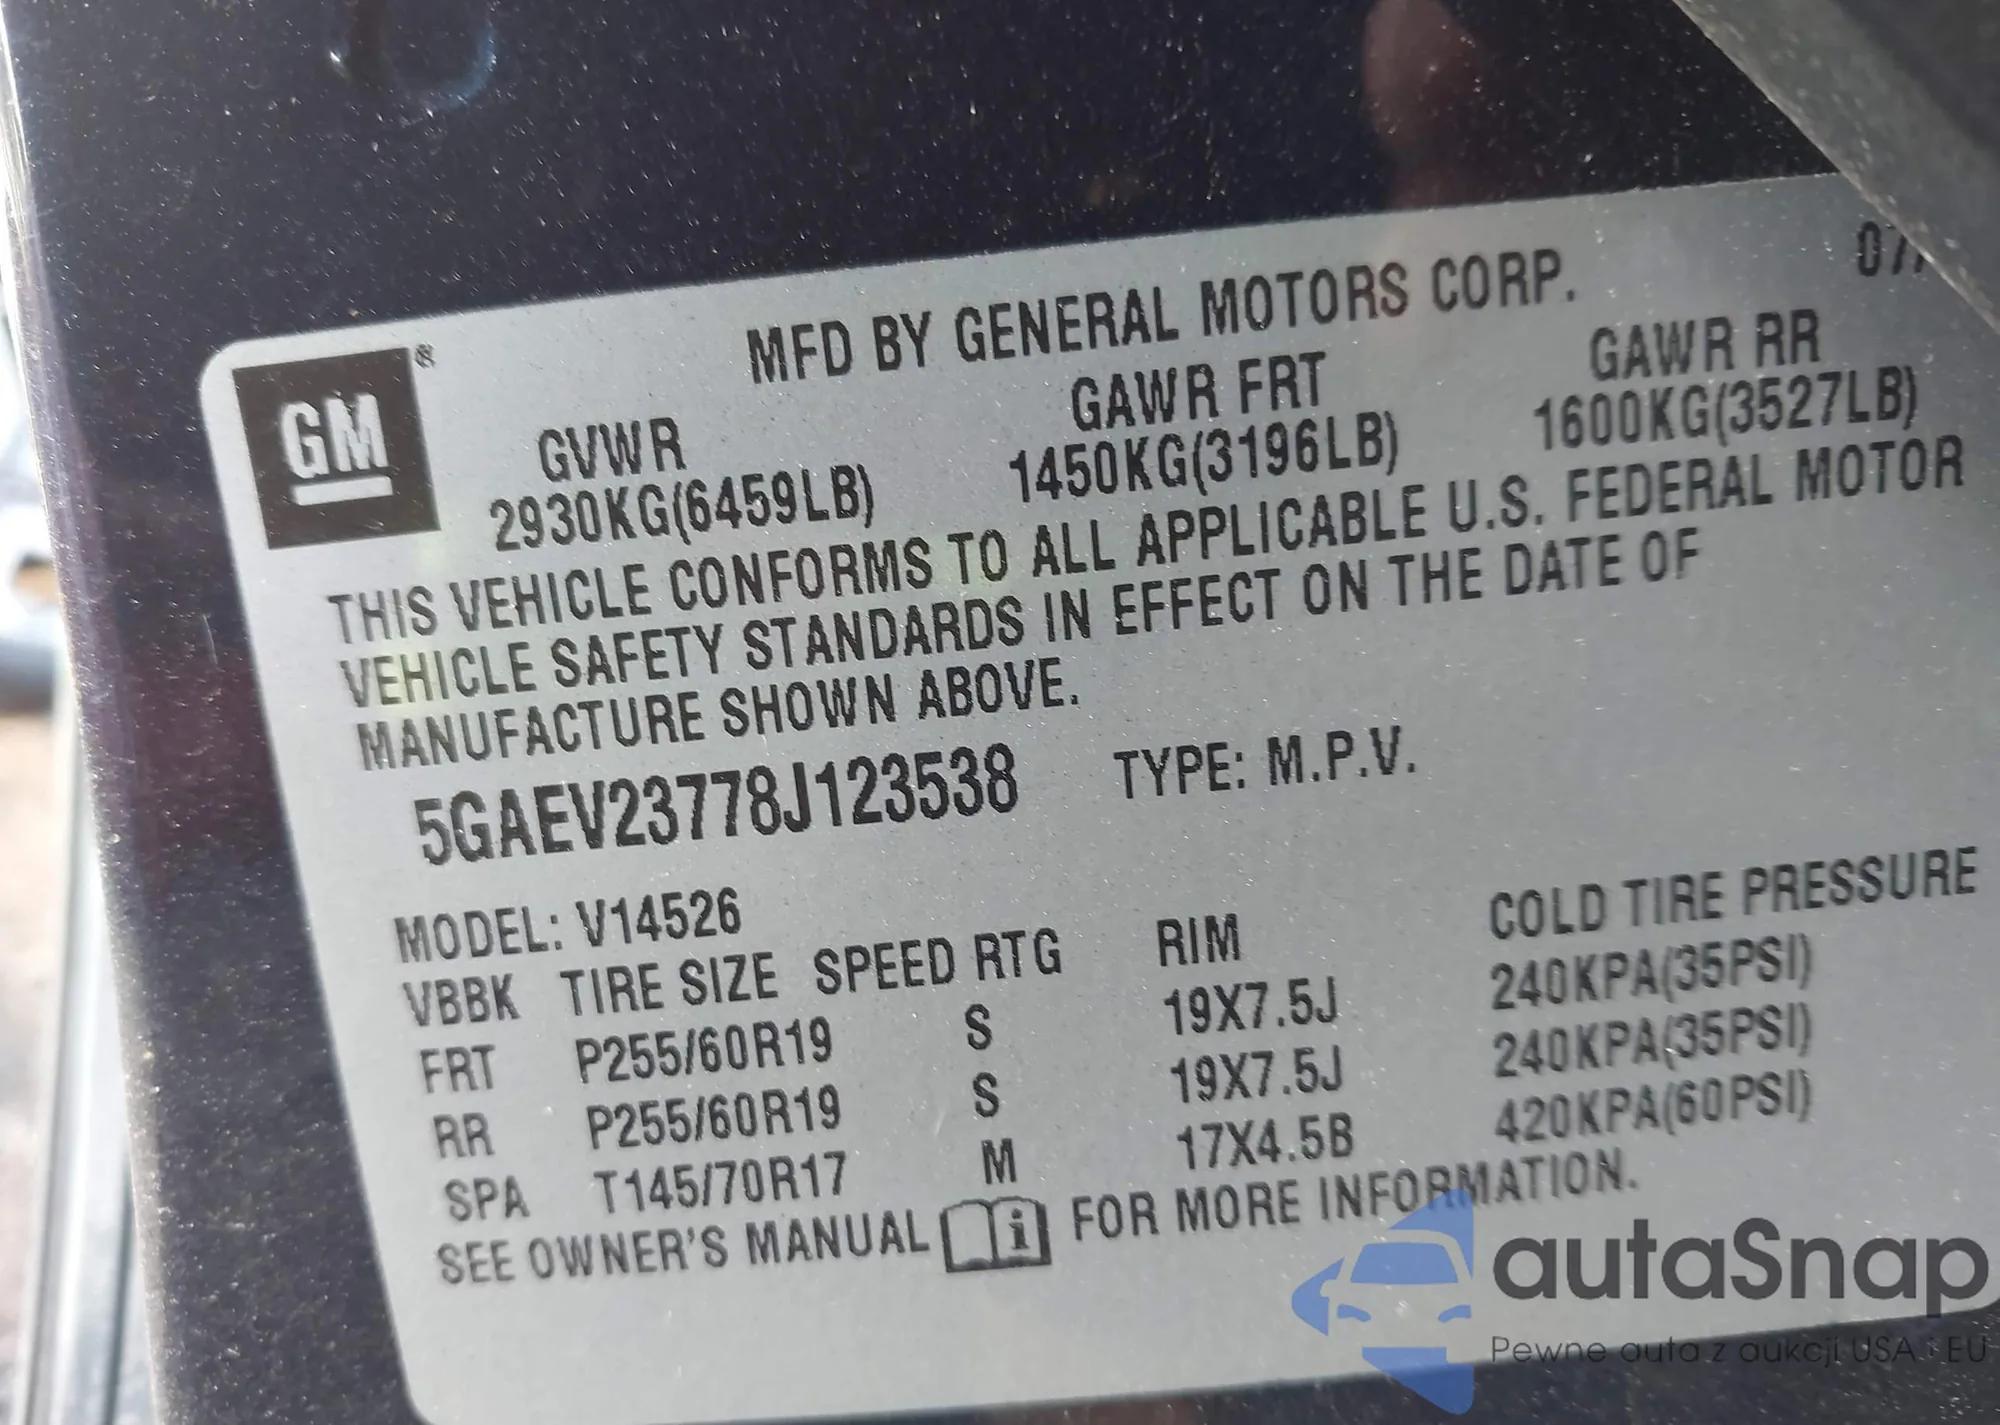 07/
MFD BY GENERAL MOTORS CORP.
GM®
GVWR GAWR FRT GAWR RR
2930KG(6459LB) 1450KG(3196LB) 1600KG(3527LB)
THIS VEHICLE CONFORMS TO ALL APPLICABLE U.S. FEDERAL MOTOR
VEHICLE SAFETY STANDARDS IN EFFECT ON THE DATE OF
MANUFACTURE SHOWN ABOVE.
5GAEV23778J123538 TYPE: M.P.V.
MODEL: V14526
VBBK TIRE SIZE SPEED RTG RIM COLD TIRE PRESSURE
FRT P255/60R19 S 19X7.5J 240KPA(35PSI)
RR P255/60R19 S 19X7.5J 240KPA(35PSI)
SPA T145/70R17 M 17X4.5B 420KPA(60PSI)
SEE OWNER'S MANUAL i FOR MORE INFORMATION.
autaSnap
Pewne auta z aukcji USA i EU